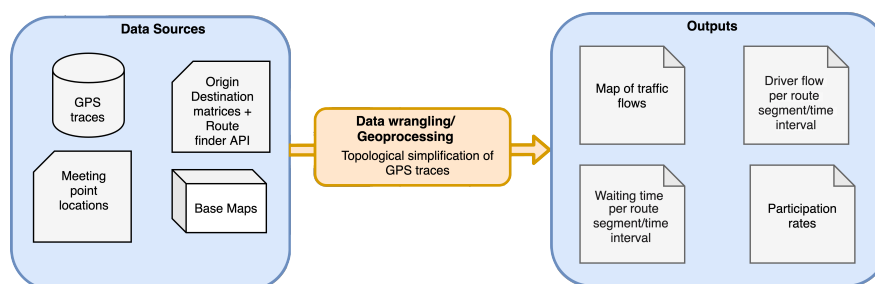 Data Sources
GPS
traces
Origin
Destination
matrices +
Route
finder API
Meeting
point
locations
Base Maps
Data wrangling/
Geoprocessing
Topological simplification of
GPS traces
Outputs
Map of traffic
flows
Driver flow
per route
segment/time
interval
Waiting time
per route
segment/time
interval
Participation
rates